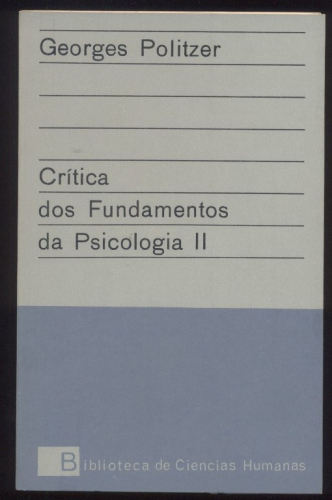 Georges Politzer
Crítica
dos Fundamentos
da Psicologia II
Biblioteca de Ciencias Humanas